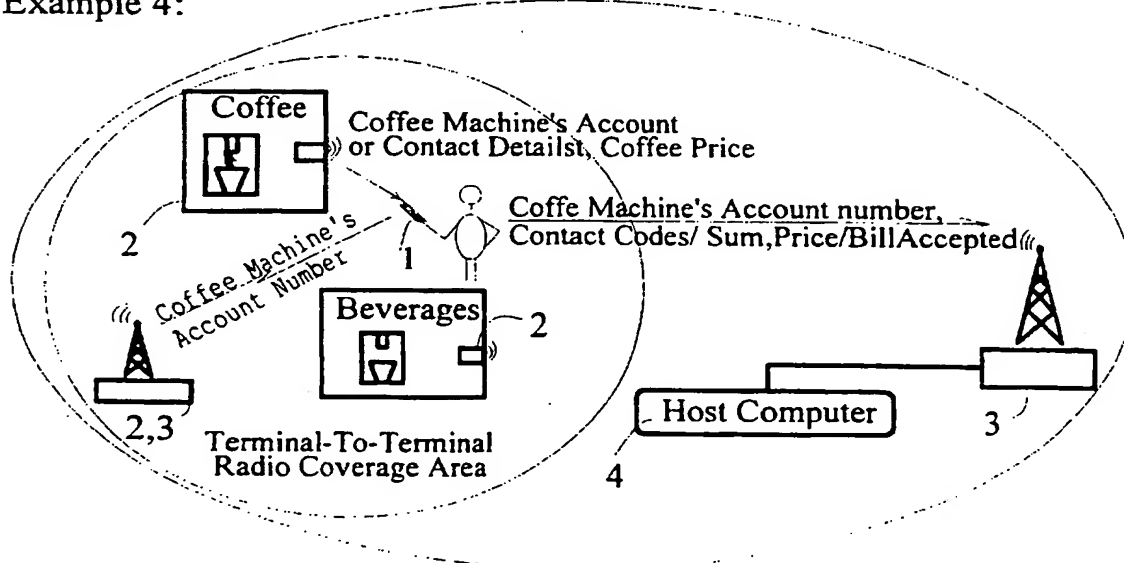 Example 4:
Coffee
Coffee Machine's Account
or Contact Detailst, Coffee Price
2
1
Coffe Machine's Account number,
Contact Codes/ Sum,Price/BillAccepted
Coffee Machine's
Account Number
Beverages
2
2,3
Terminal-To-Terminal
Radio Coverage Area
Host Computer
4
3